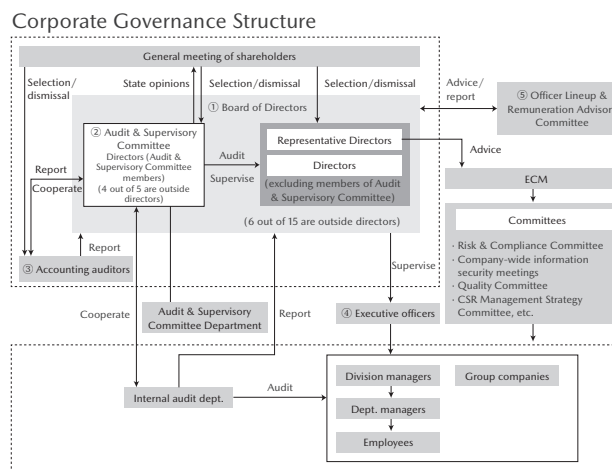 Corporate Governance Structure
General meeting of shareholders
Selection/
dismissal
State opinions
Selection/dismissal
Selection/dismissal
Advice/
report
① Board of Directors
⑤ Officer Lineup &
Remuneration Advisor
Committee
② Audit & Supervisory
Committee
Directors (Audit &
Supervisory Committee
members)
(4 out of 5 are outside
directors)
Audit
Supervise
Representative Directors
Directors
(excluding members of Audit
& Supervisory Committee)
Advice
ECM
Report
Cooperate
(6 out of 15 are outside directors)
Committees
· Risk & Compliance Committee
· Company-wide information
security meetings
· Quality Committee
· CSR Management Strategy
Committee, etc.
Report
③ Accounting auditors
Supervise
Cooperate
Audit & Supervisory
Committee Department
Report
④ Executive officers
Internal audit dept.
Audit
Division managers
Group companies
Dept. managers
Employees